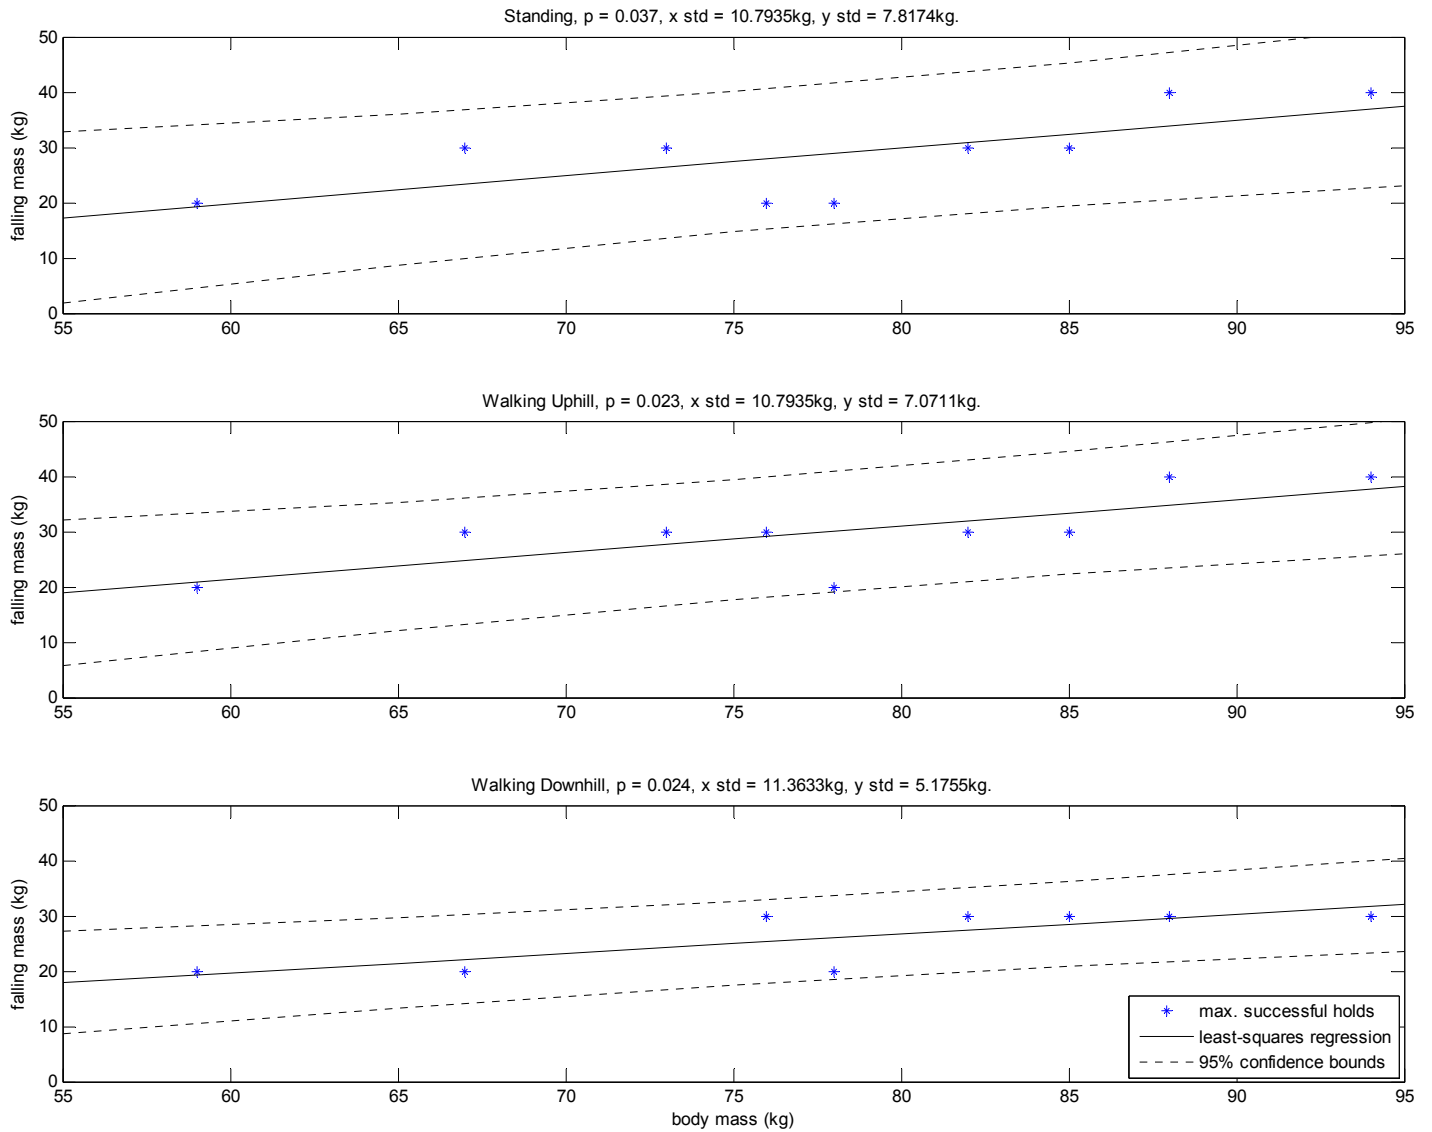 Standing, p = 0.037, x std = 10.7935kg, y std = 7.8174kg.
50
40
30
20
10
0
falling mass (kg)
55 60 65 70 75 80 85 90 95
Walking Uphill, p = 0.023, x std = 10.7935kg, y std = 7.0711kg.
50
40
30
20
10
0
falling mass (kg)
55 60 65 70 75 80 85 90 95
Walking Downhill, p = 0.024, x std = 11.3633kg, y std = 5.1755kg.
50
40
30
20
10
0
falling mass (kg)
max. successful holds
least-squares regression
95% confidence bounds
55 60 65 70 75 80 85 90 95
body mass (kg)